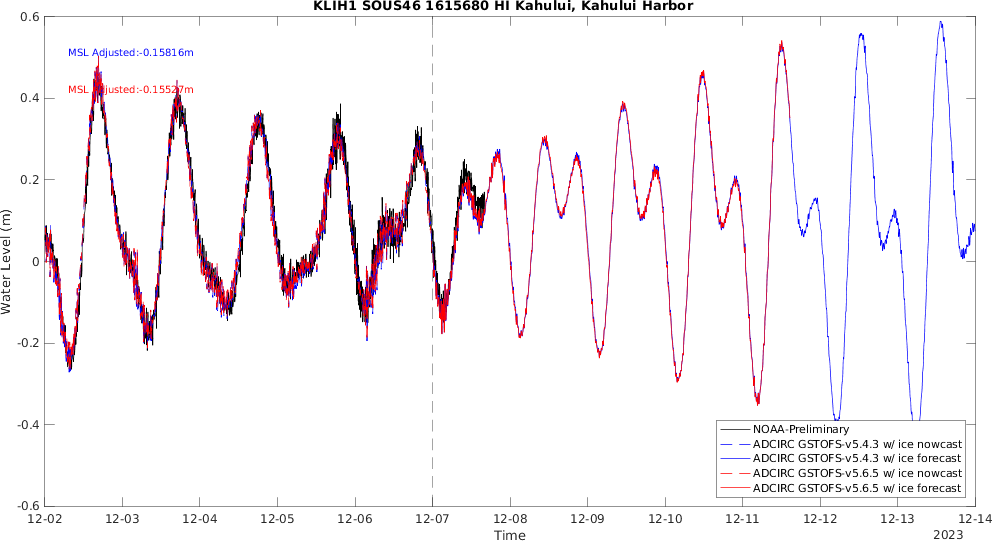 KLIH1 SOUS46 1615680 HI Kahului, Kahului Harbor
0.6
MSL Adjusted:-0.15816m
MSL Adjusted:-0.15527m
0.4
0.2
0
-0.2
-0.4
-0.6
Water Level (m)
NOAA-Preliminary
ADCIRC GSTOFS-v5.4.3 w/ ice nowcast
ADCIRC GSTOFS-v5.4.3 w/ ice forecast
ADCIRC GSTOFS-v5.6.5 w/ ice nowcast
ADCIRC GSTOFS-v5.6.5 w/ ice forecast
12-02 12-03 12-04 12-05 12-06 12-07 12-08 12-09 12-10 12-11 12-12 12-13 12-14
Time
2023